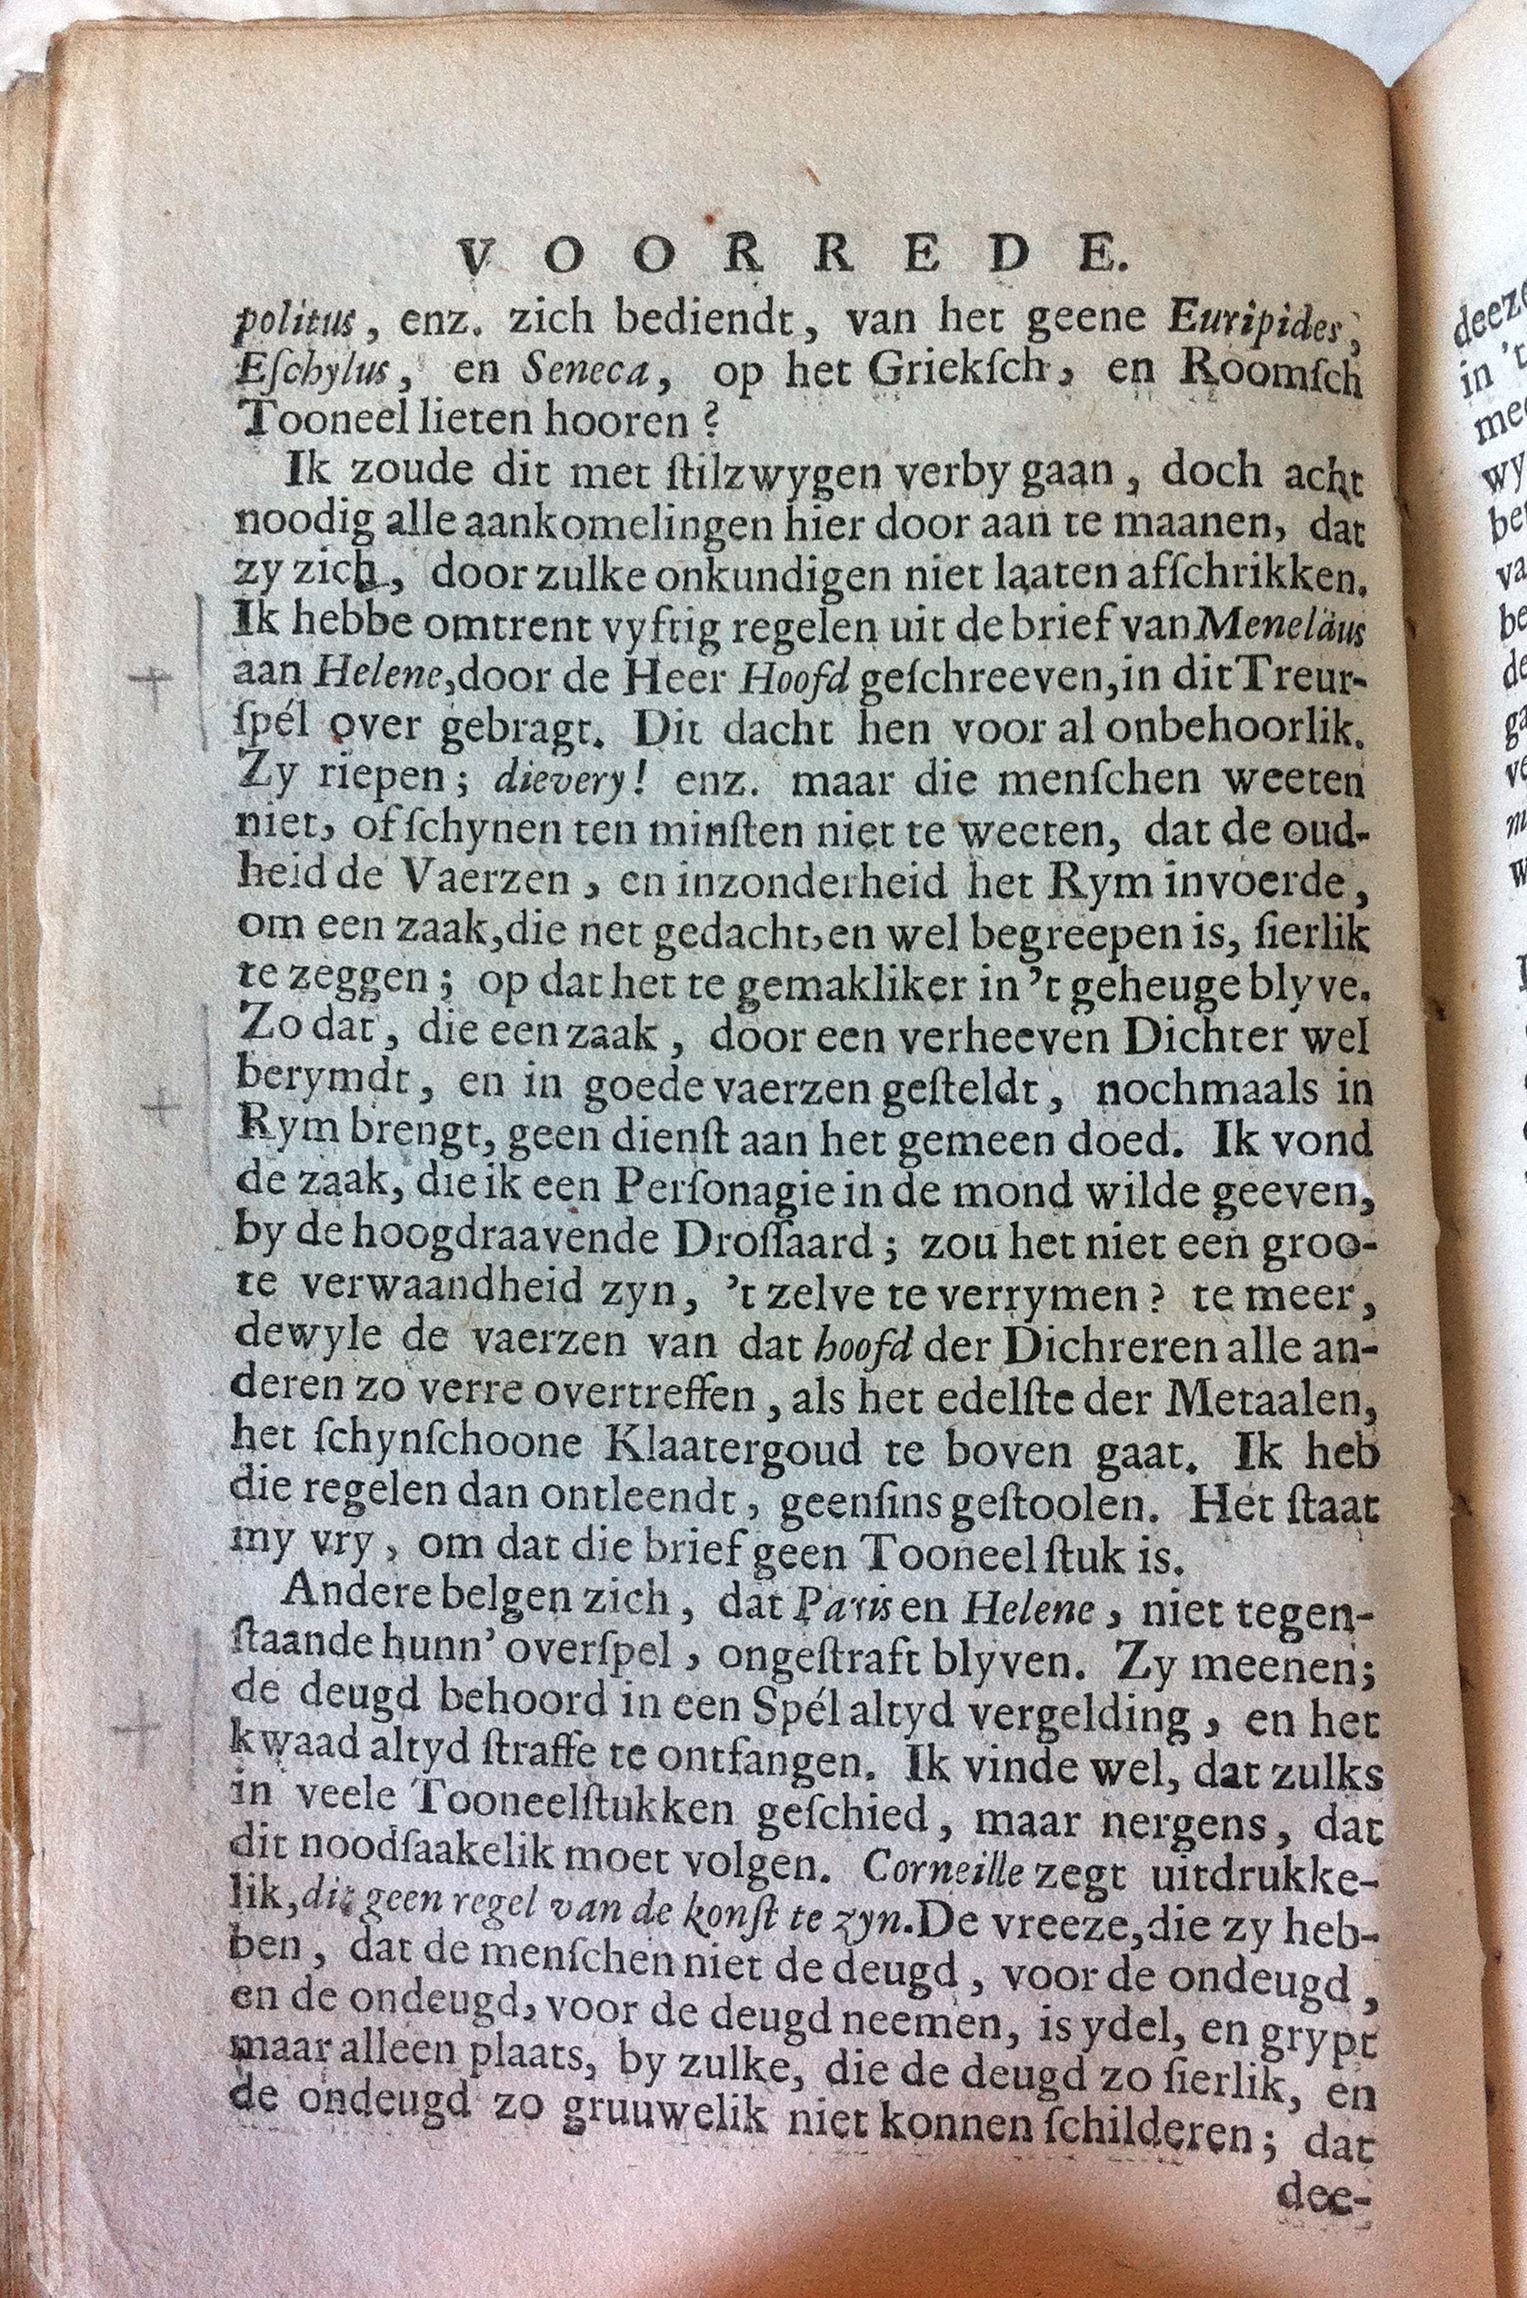 VOORREDE.
politus, enz. zich bediendt, van het geene Euripides,
Eſchylus, en Seneca, op het Griekſch, en Roomſch
Tooneel lieten hooren?
Ik zoude dit met ſtilzwygen verby gaan, doch acht
noodig alle aankomelingen hier door aan te maanen, dat
zy zich, door zulke onkundigen niet laaten afſchrikken.
Ik hebbe omtrent vyftig regelen uit de brief van Meneläus
aan Helene, door de Heer Hoofd geſchreeven, in dit Treur-
ſpél over gebragt. Dit dacht hen voor al onbehoorlik.
Zy riepen; dievery! enz. maar die menſchen weeten
niet, of ſchynen ten minſten niet te weeten, dat de oud-
heid de Vaerzen, en inzonderheid het Rym invoerde,
om een zaak, die net gedacht, en wel begreepen is, ſierlik
te zeggen; op dat het te gemakliker in 't geheuge blyve.
Zo dat, die een zaak, door een verheeven Dichter wel
berymdt, en in goede vaerzen geſteldt, nochmaals in
Rym brengt, geen dienſt aan het gemeen doed. Ik vond
de zaak, die ik een Perſonagie in de mond wilde geeven,
by de hoogdraavende Droſſaard; zou het niet een groo-
te verwaandheid zyn, 't zelve te verrymen? te meer,
dewyle de vaerzen van dat hoofd der Dichreren alle an-
deren zo verre overtreffen, als het edelſte der Metaalen,
het ſchynſchoone Klaatergoud te boven gaat. Ik heb
die regelen dan ontleendt, geenſins geſtoolen. Het ſtaat
my vry, om dat die brief geen Tooneelſtuk is.
Andere belgen zich, dat Paris en Helene, niet tegen-
ſtaande hunn' overſpel, ongeſtraft blyven. Zy meenen;
de deugd behoord in een Spél altyd vergelding, en het
kwaad altyd ſtraffe te ontfangen. Ik vinde wel, dat zulks
in veele Tooneelſtukken geſchied, maar nergens, dat
dit noodſaakelik moet volgen. Corneille zegt uitdrukke-
lik, dit geen regel van de konſt te zyn. De vreeze, die zy heb-
ben, dat de menſchen niet de deugd, voor de ondeugd,
en de ondeugd, voor de deugd neemen, is ydel, en grypt
maar alleen plaats, by zulke, die de deugd zo ſierlik, en
de ondeugd zo gruuwelik niet konnen ſchilderen; dat
dee-
deeze
in 't